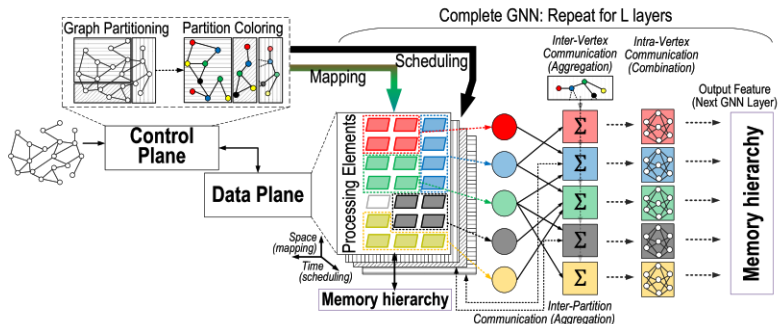 Complete GNN: Repeat for L layers
Graph Partitioning
Partition Coloring
Scheduling
Mapping
Inter-Vertex
Communication
(Aggregation)
Intra-Vertex
Communication
(Combination)
Output Feature
(Next GNN Layer)
Control
Plane
Data Plane
Processing Elements
Σ
Σ
Σ
Σ
Σ
Memory hierarchy
Space
(mapping)
Time
(scheduling)
Memory hierarchy
Inter-Partition
Communication (Aggregation)